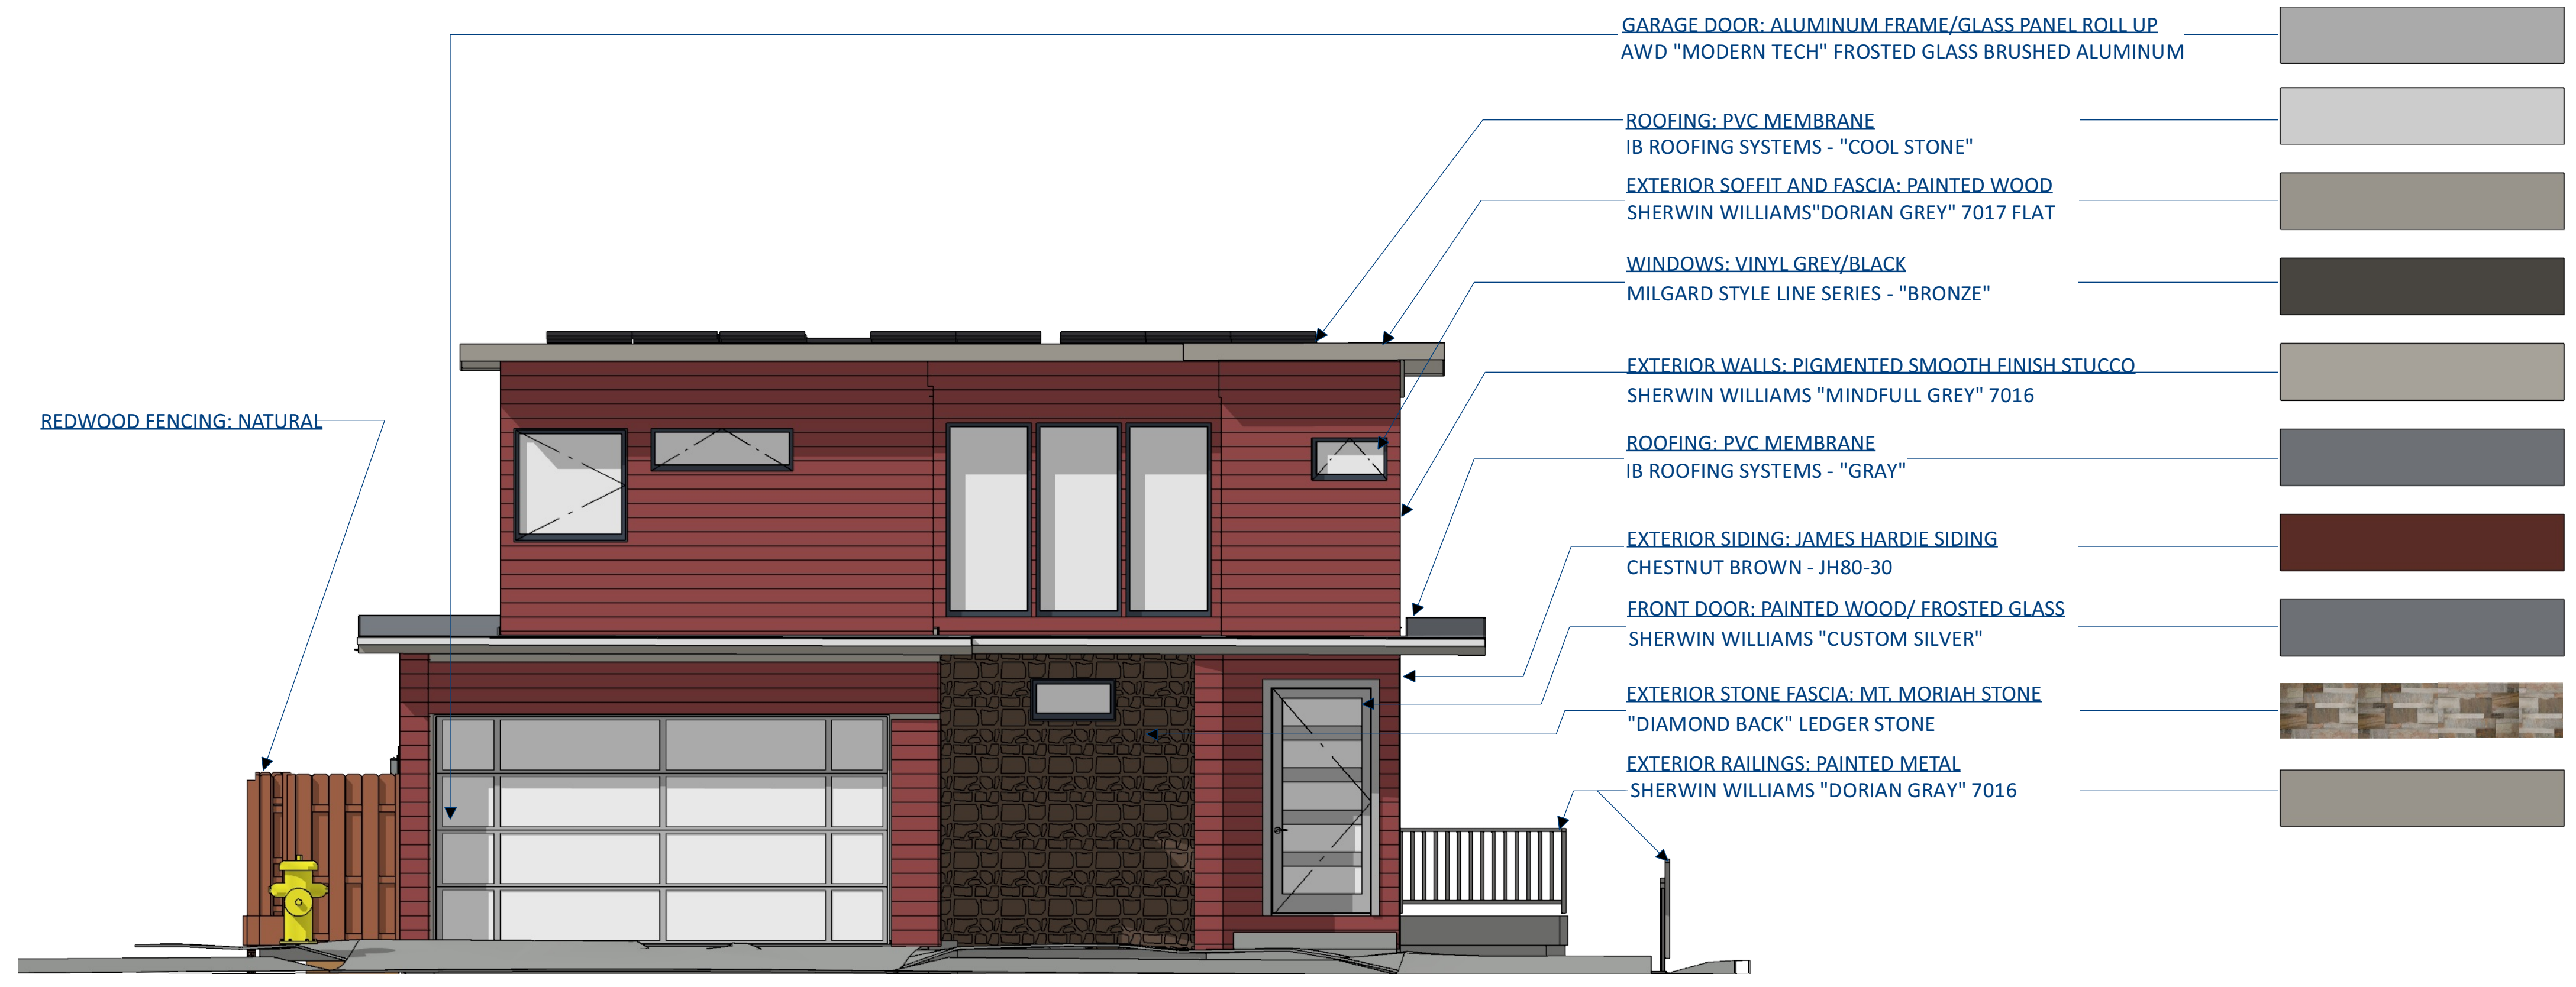 GARAGE DOOR: ALUMINUM FRAME/GLASS PANEL ROLL UP
AWD "MODERN TECH" FROSTED GLASS BRUSHED ALUMINUM
ROOFING: PVC MEMBRANE
IB ROOFING SYSTEMS - "COOL STONE"
EXTERIOR SOFFIT AND FASCIA: PAINTED WOOD
SHERWIN WILLIAMS"DORIAN GREY" 7017 FLAT
WINDOWS: VINYL GREY/BLACK
MILGARD STYLE LINE SERIES - "BRONZE"
EXTERIOR WALLS: PIGMENTED SMOOTH FINISH STUCCO
SHERWIN WILLIAMS "MINDFULL GREY" 7016
REDWOOD FENCING: NATURAL
ROOFING: PVC MEMBRANE
IB ROOFING SYSTEMS - "GRAY"
EXTERIOR SIDING: JAMES HARDIE SIDING
CHESTNUT BROWN - JH80-30
FRONT DOOR: PAINTED WOOD/ FROSTED GLASS
SHERWIN WILLIAMS "CUSTOM SILVER"
EXTERIOR STONE FASCIA: MT. MORIAH STONE
"DIAMOND BACK" LEDGER STONE
EXTERIOR RAILINGS: PAINTED METAL
SHERWIN WILLIAMS "DORIAN GRAY" 7016